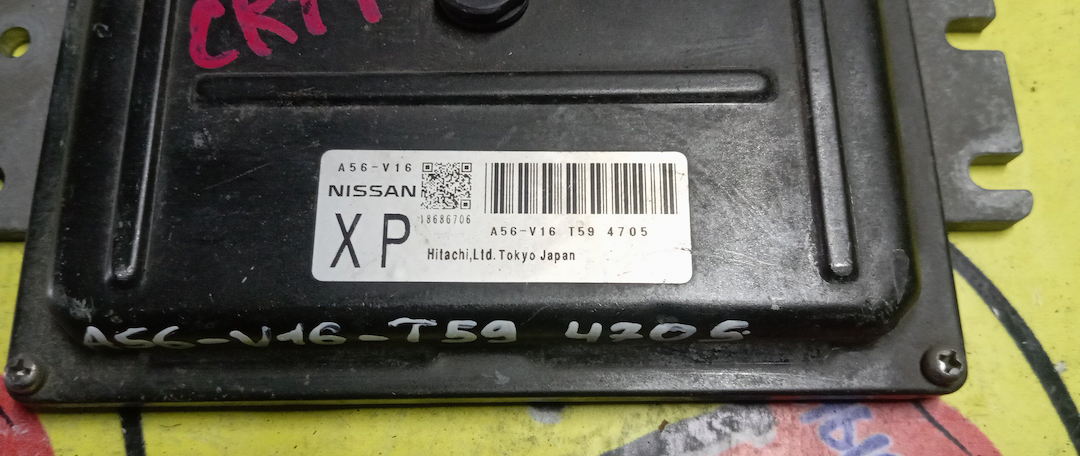 A56-V16
NISSAN
18686706
XP
A56-V16 T59 4705
Hitachi,Ltd. Tokyo Japan
A56-V16-T59 4705